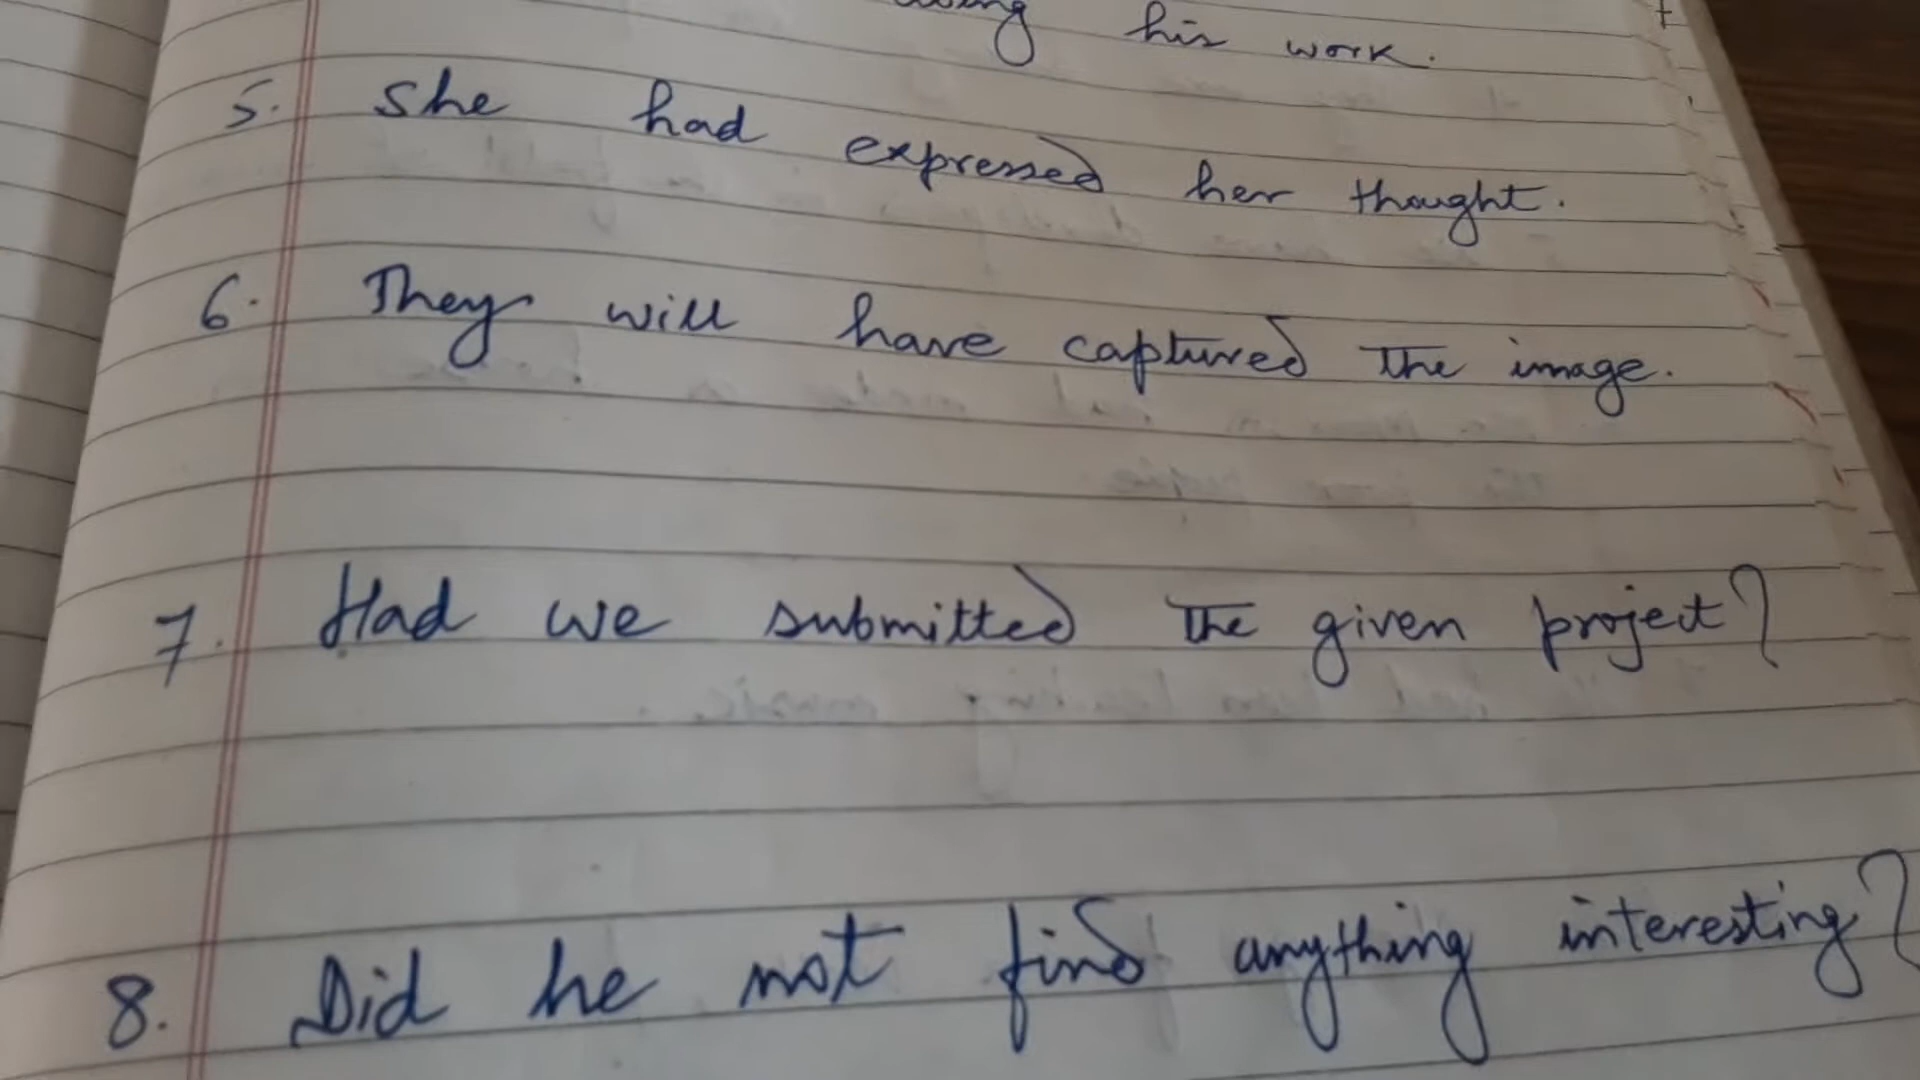 his work.
5. She had expressed her thought.
6. They will have captured the image.
7. Had we submitted the given project?
8. Did he not find anything interesting?